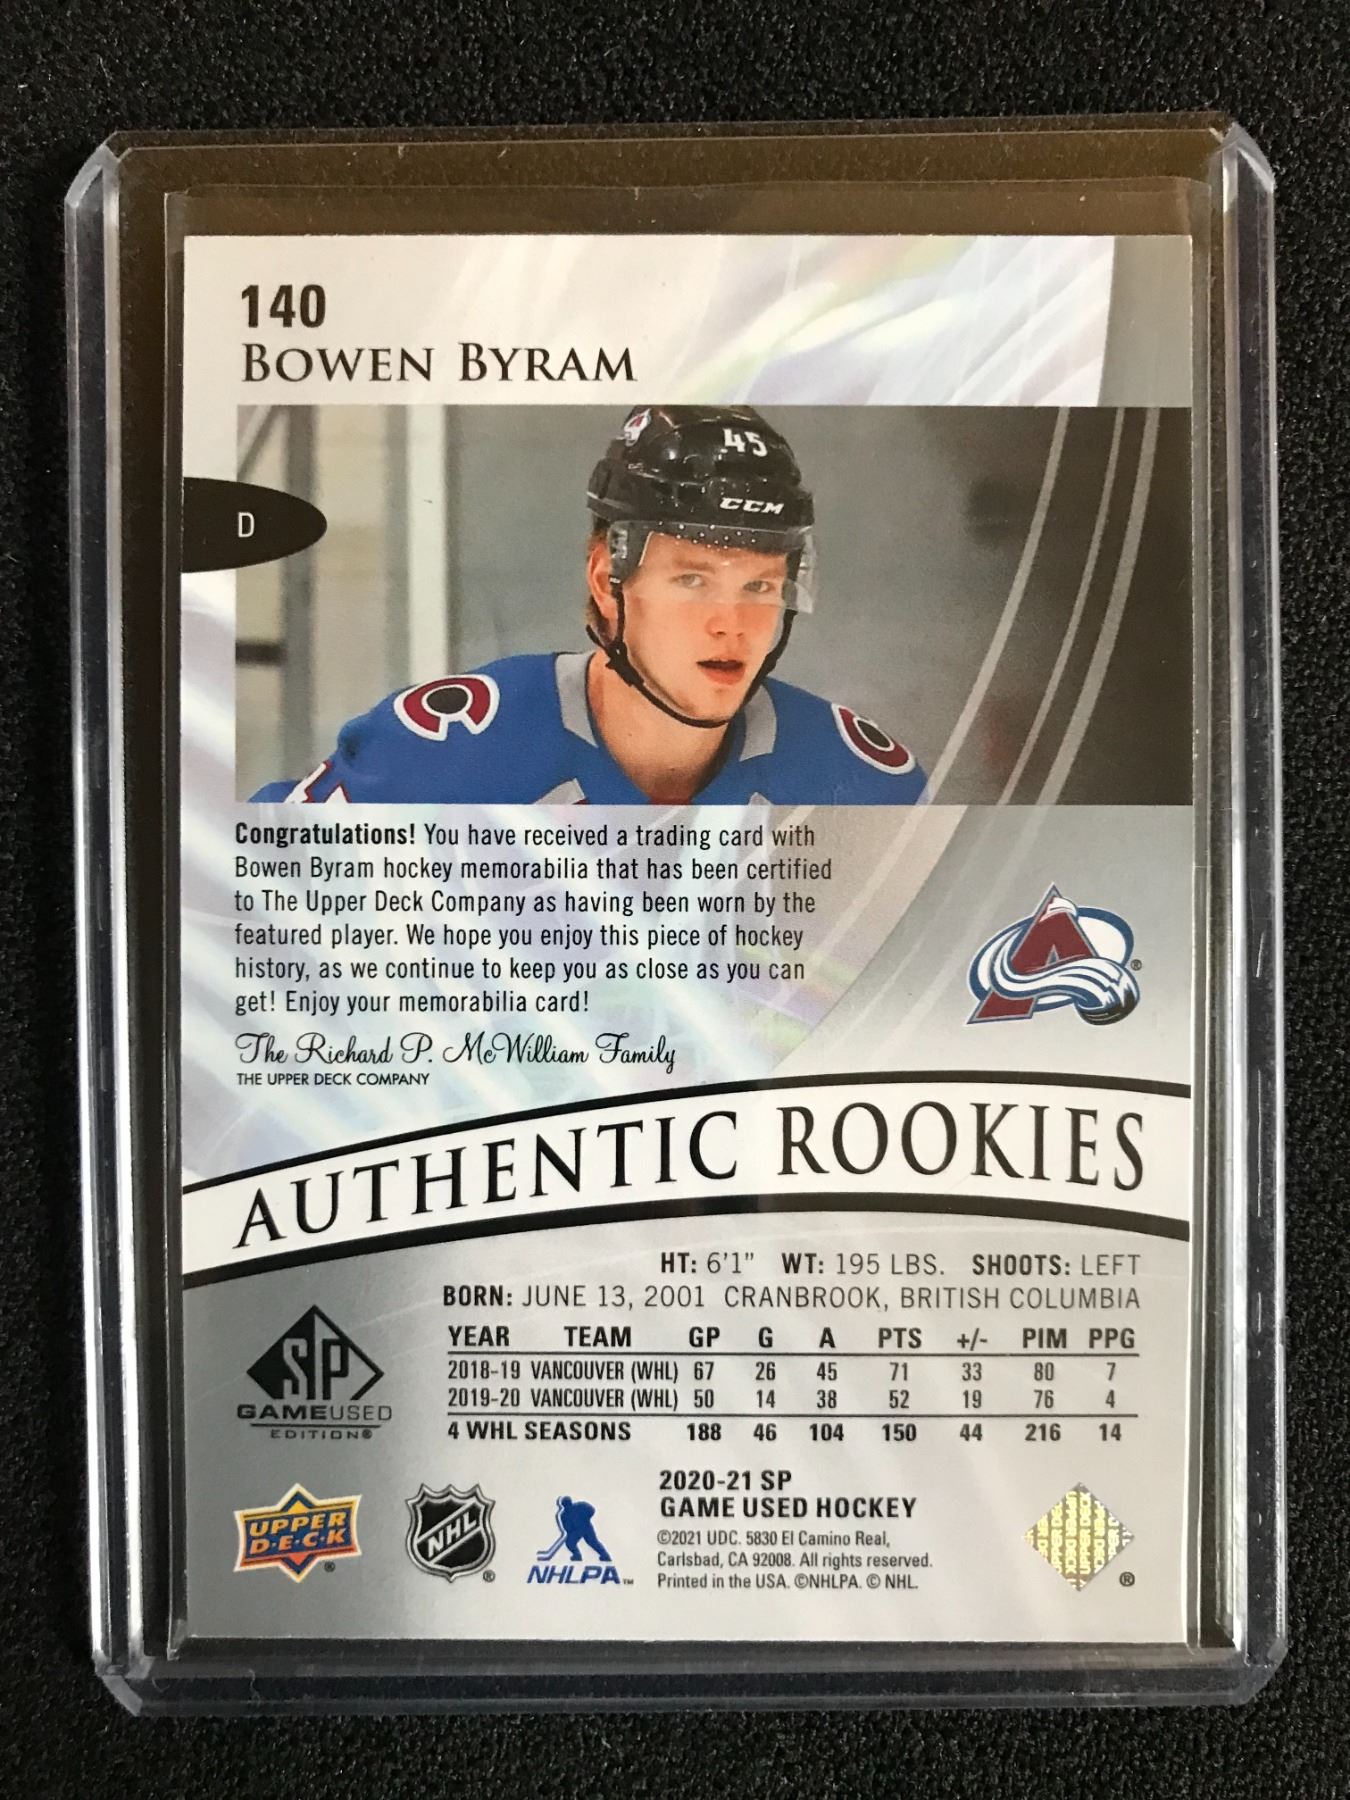 140
BOWEN BYRAM
45
CCM
D
Congratulations! You have received a trading card with
Bowen Byram hockey memorabilia that has been certified
to The Upper Deck Company as having been worn by the
featured player. We hope you enjoy this piece of hockey
history, as we continue to keep you as close as you can
get! Enjoy your memorabilia card!
The Richard P. McWilliam Family
THE UPPER DECK COMPANY
AUTHENTIC ROOKIES
HT: 6'1" WT: 195 LBS. SHOOTS: LEFT
BORN: JUNE 13, 2001 CRANBROOK, BRITISH COLUMBIA
YEAR TEAM GP G A PTS +/- PIM PPG
2018-19 VANCOUVER (WHL) 67 26 45 71 33 80 7
2019-20 VANCOUVER (WHL) 50 14 38 52 19 76 4
4 WHL SEASONS 188 46 104 150 44 216 14
SP
GAMEUSED
EDITION®
UPPER
D·E·C·K
®
NHL
®
NHLPA™
2020-21 SP
GAME USED HOCKEY
©2021 UDC. 5830 El Camino Real,
Carlsbad, CA 92008. All rights reserved.
Printed in the USA. ©NHLPA. © NHL.
®